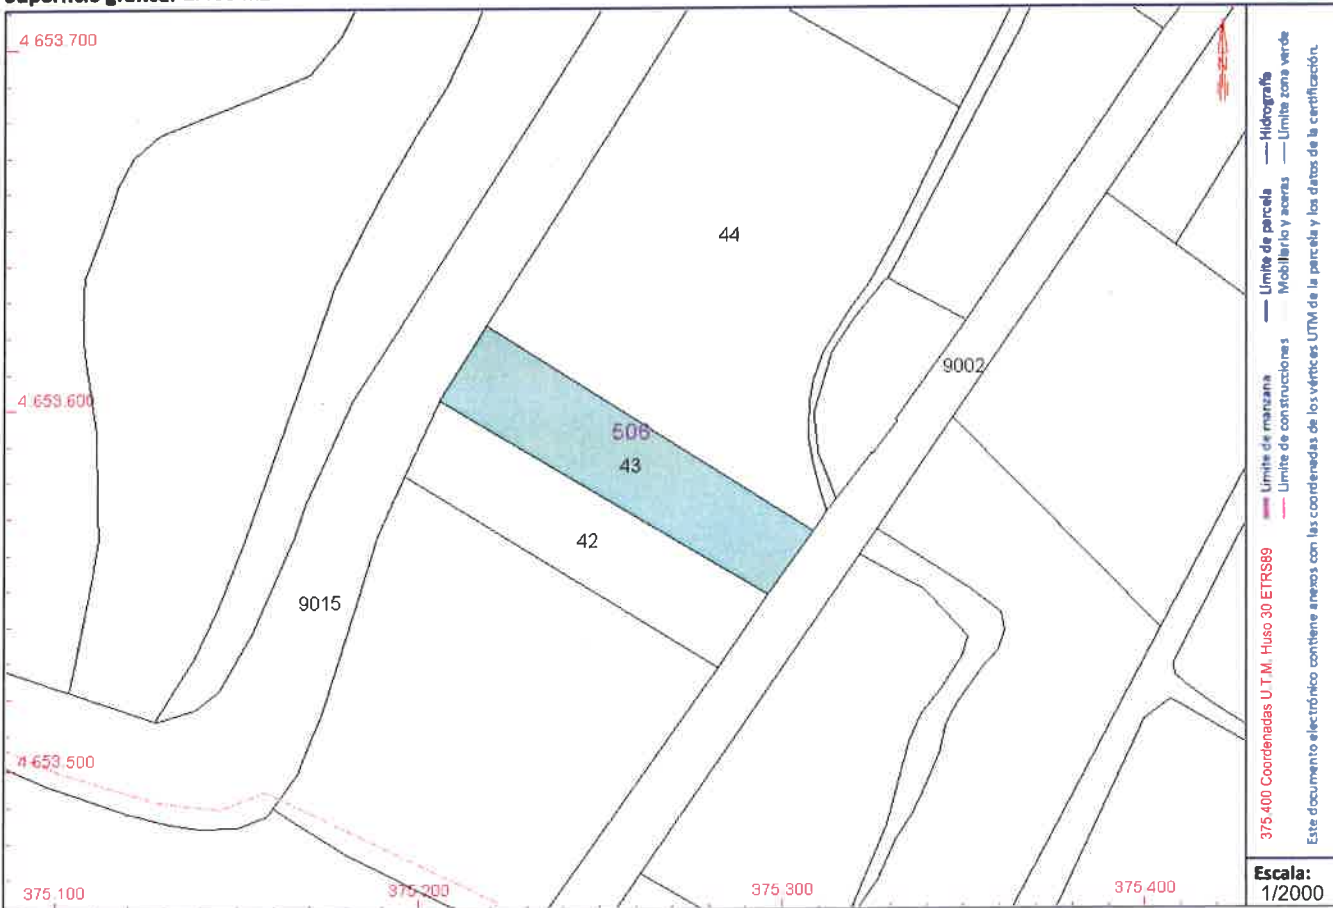 4 653.700
44
9002
4 653.600
506
43
42
9015
4 653.500
375.100
375 200
375 300
375 400
Límite de manzana
Límite de parcela
Hidrografía
375.400 Coordenadas U.T.M. Huso 30 ETRS89
Límite de construcciones
Mobiliario y aceras
Límite zona verde
Este documento electrónico contiene anexos con las coordenadas de los vértices UTM de la parcela y los datos de la certificación.
Escala:
1/2000